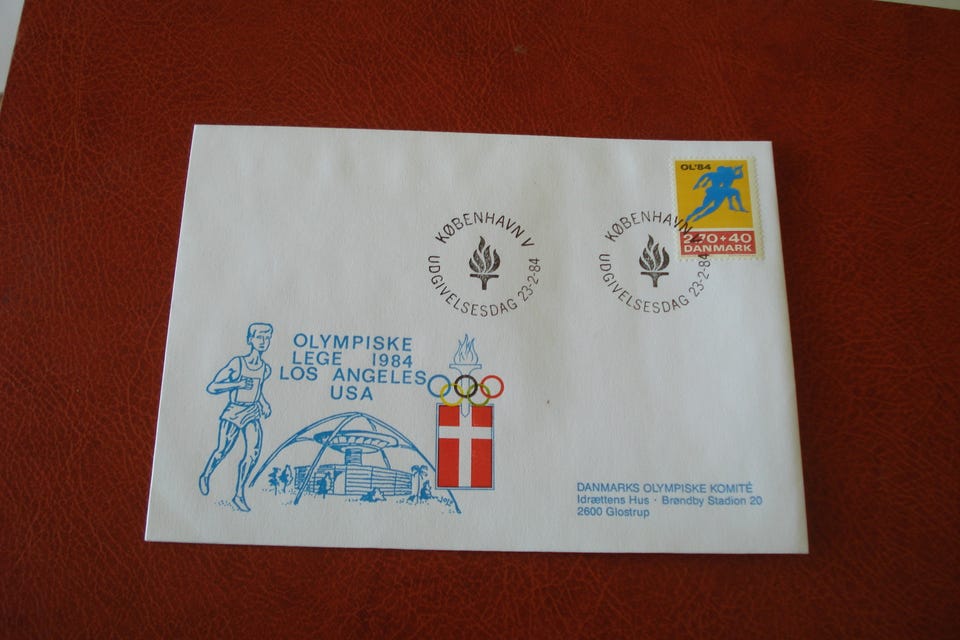 OL'84
2.70+40
DANMARK
KØBENHAVN V
UDGIVELSESDAG 23-2-84
KØBENHAVN V
UDGIVELSESDAG 23-2-84
OLYMPISKE
LEGE 1984
LOS ANGELES
USA
DANMARKS OLYMPISKE KOMITÉ
Idrættens Hus · Brøndby Stadion 20
2600 Glostrup